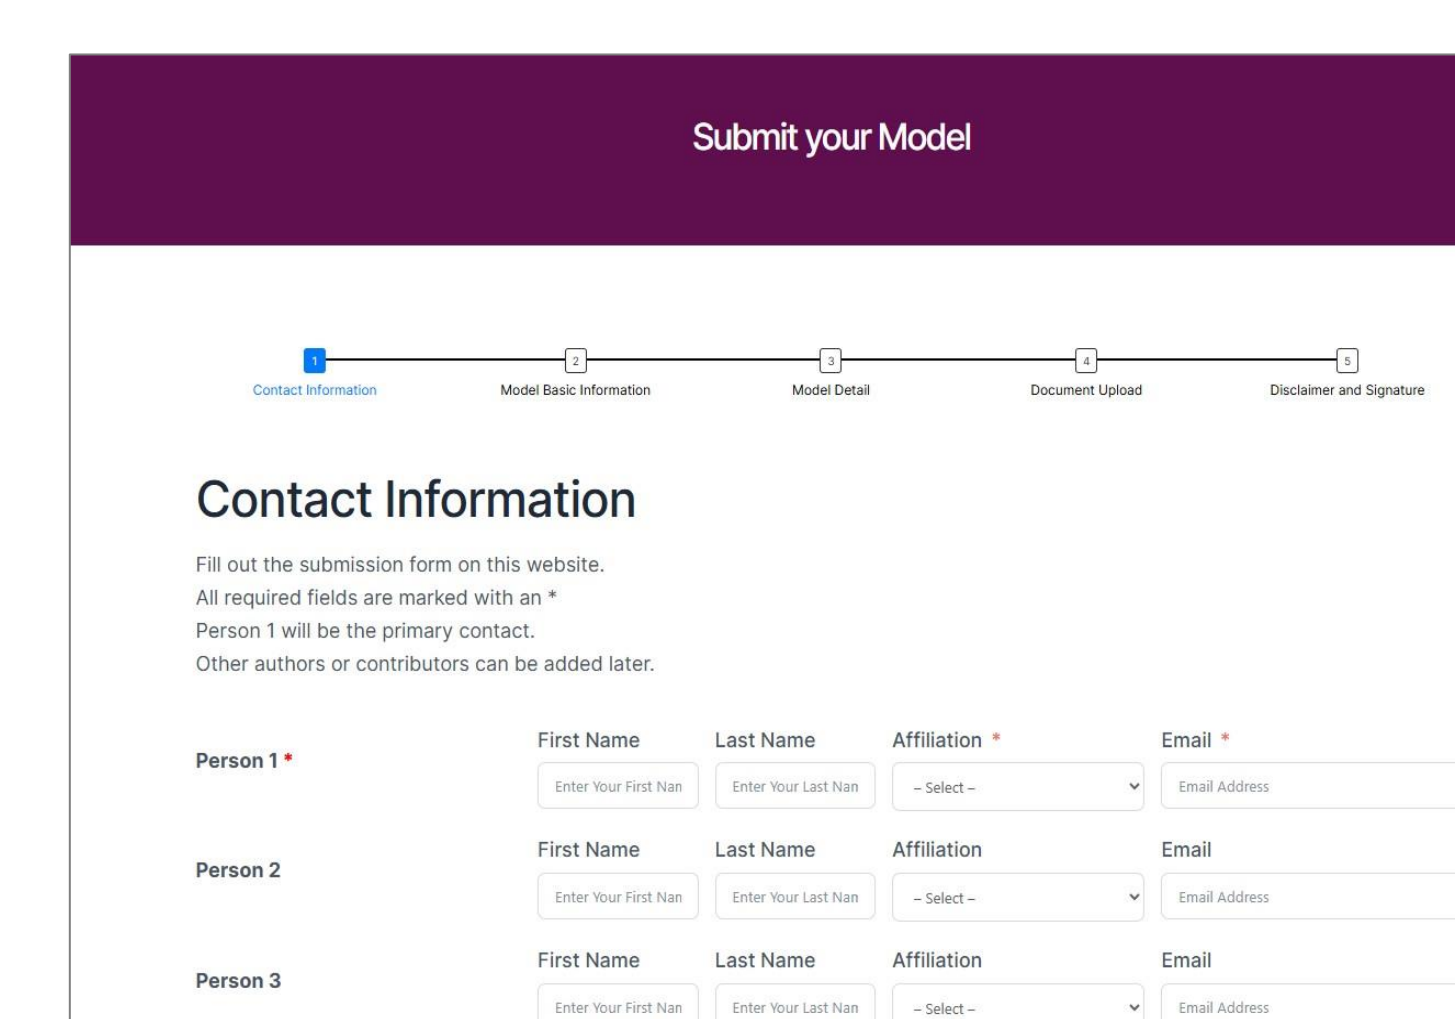 Submit your Model
1 2 3 4 5
Contact Information Model Basic Information Model Detail Document Upload Disclaimer and Signature
Contact Information
Fill out the submission form on this website.
All required fields are marked with an *
Person 1 will be the primary contact.
Other authors or contributors can be added later.
First Name Last Name Affiliation * Email *
Person 1 *
Enter Your First Nan Enter Your Last Nan – Select – Email Address
First Name Last Name Affiliation Email
Person 2
Enter Your First Nan Enter Your Last Nan – Select – Email Address
First Name Last Name Affiliation Email
Person 3
Enter Your First Nan Enter Your Last Nan – Select – Email Address